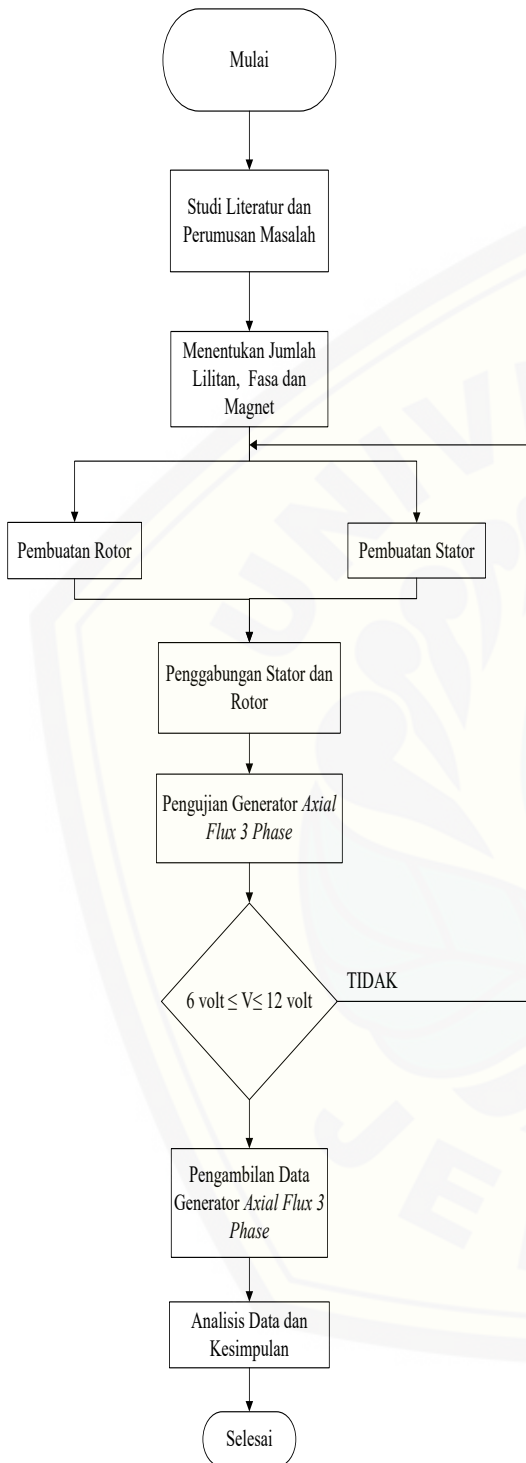 Mulai
Studi Literatur dan
Perumusan Masalah
Menentukan Jumlah
Lilitan, Fasa dan
Magnet
Pembuatan Rotor
Pembuatan Stator
Penggabungan Stator dan
Rotor
Pengujian Generator Axial
Flux 3 Phase
6 volt ≤ V≤ 12 volt
TIDAK
Pengambilan Data
Generator Axial Flux 3
Phase
Analisis Data dan
Kesimpulan
Selesai